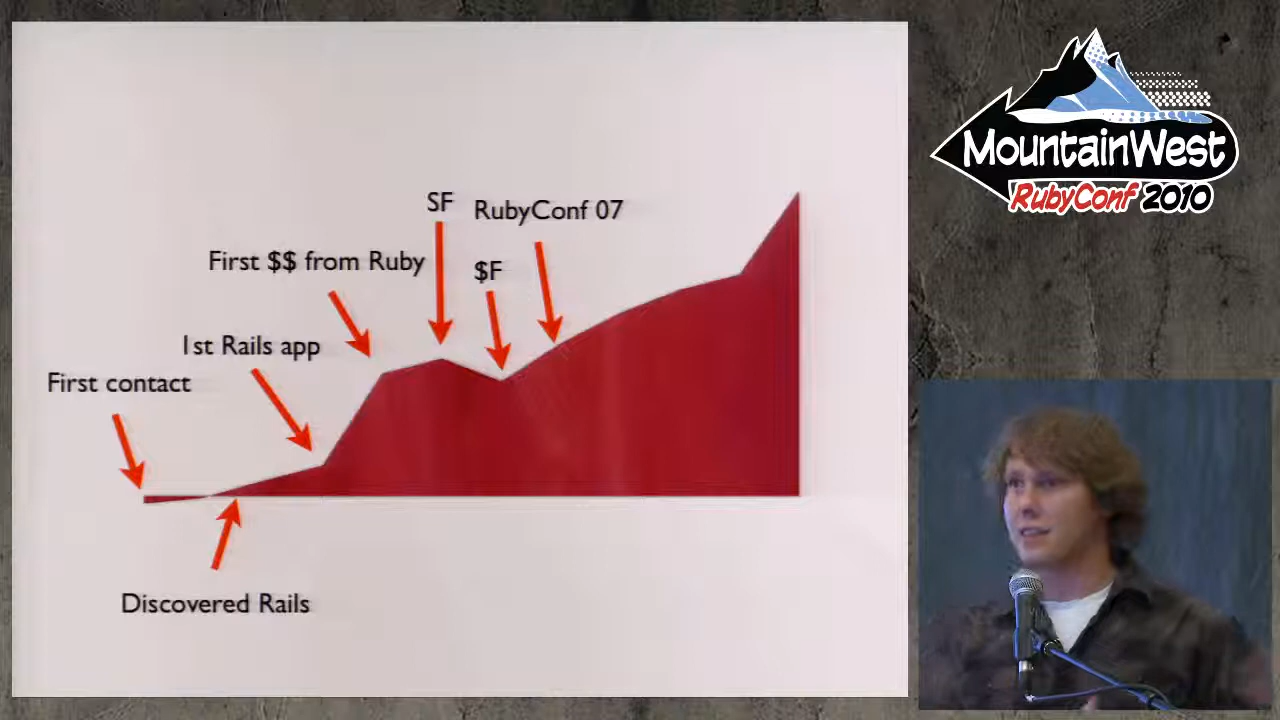 SF
RubyConf 07
First $$ from Ruby
$F
1st Rails app
First contact
Discovered Rails
MountainWest
RubyConf 2010